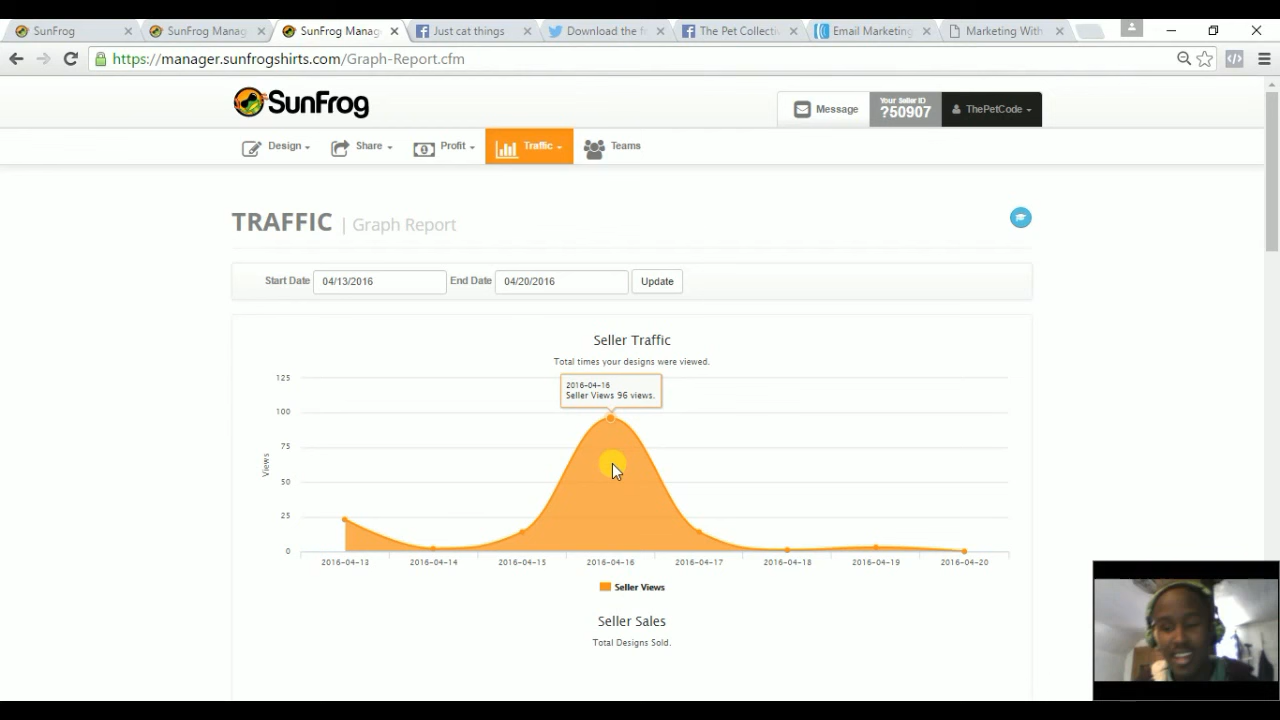 SunFrog
SunFrog Manag
SunFrog Manag
Just cat things
Download the fr
The Pet Collecti
Email Marketing
Marketing With
https://manager.sunfrogshirts.com/Graph-Report.cfm
SunFrog
Message
Your Seller ID
?50907
ThePetCode
Design
Share
Profit
Traffic
Teams
TRAFFIC | Graph Report
Start Date 04/13/2016 End Date 04/20/2016 Update
Seller Traffic
Total times your designs were viewed.
125
100
75
50
25
0
Views
2016-04-16
Seller Views 96 views.
2016-04-13 2016-04-14 2016-04-15 2016-04-16 2016-04-17 2016-04-18 2016-04-19 2016-04-20
Seller Views
Seller Sales
Total Designs Sold.